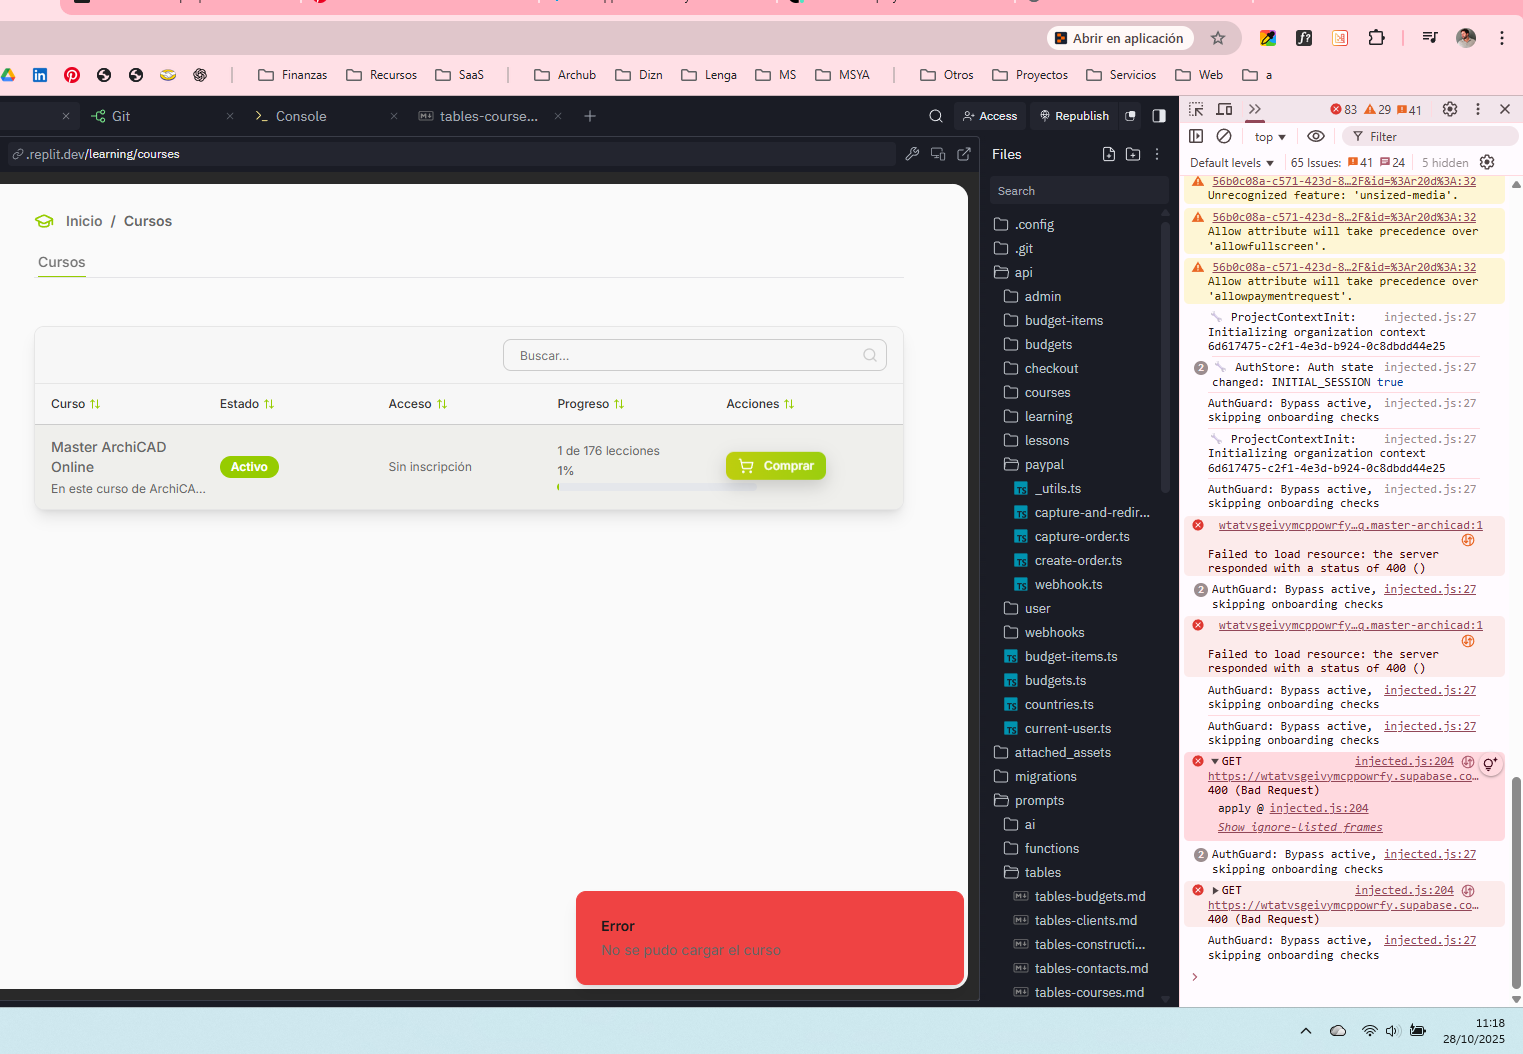 Abrir en aplicación
Finanzas
Recursos
SaaS
Archub
Dizn
Lenga
MS
MSYA
Otros
Proyectos
Servicios
Web
a
Git
Console
tables-course...
Access
Republish
83
29
41
.replit.dev/learning/courses
Files
top
Filter
Default levels
65 Issues:
41
24
5 hidden
Search
Inicio / Cursos
Cursos
Buscar...
Curso
Estado
Acceso
Progreso
Acciones
Master ArchiCAD
Online
En este curso de ArchiCA...
Activo
Sin inscripción
1 de 176 lecciones
1%
Comprar
Error
No se pudo cargar el curso
.config
.git
api
admin
budget-items
budgets
checkout
courses
learning
lessons
paypal
_utils.ts
capture-and-redir...
capture-order.ts
create-order.ts
webhook.ts
user
webhooks
budget-items.ts
budgets.ts
countries.ts
current-user.ts
attached_assets
migrations
prompts
ai
functions
tables
tables-budgets.md
tables-clients.md
tables-constructi...
tables-contacts.md
tables-courses.md
56b0c08a-c571-423d-8…2F&id=%3Ar20d%3A:32
Unrecognized feature: 'unsized-media'.
56b0c08a-c571-423d-8…2F&id=%3Ar20d%3A:32
Allow attribute will take precedence over
'allowfullscreen'.
56b0c08a-c571-423d-8…2F&id=%3Ar20d%3A:32
Allow attribute will take precedence over
'allowpaymentrequest'.
ProjectContextInit: injected.js:27
Initializing organization context
6d617475-c2f1-4e3d-b924-0c8dbdd44e25
2 AuthStore: Auth state injected.js:27
changed: INITIAL_SESSION true
AuthGuard: Bypass active, injected.js:27
skipping onboarding checks
ProjectContextInit: injected.js:27
Initializing organization context
6d617475-c2f1-4e3d-b924-0c8dbdd44e25
AuthGuard: Bypass active, injected.js:27
skipping onboarding checks
wtatvsgeivymcppowrfy…q.master-archicad:1
Failed to load resource: the server
responded with a status of 400 ()
2 AuthGuard: Bypass active, injected.js:27
skipping onboarding checks
wtatvsgeivymcppowrfy…q.master-archicad:1
Failed to load resource: the server
responded with a status of 400 ()
AuthGuard: Bypass active, injected.js:27
skipping onboarding checks
AuthGuard: Bypass active, injected.js:27
skipping onboarding checks
GET injected.js:204
https://wtatvsgeivymcppowrfy.supabase.co…
400 (Bad Request)
apply @ injected.js:204
Show ignore-listed frames
2 AuthGuard: Bypass active, injected.js:27
skipping onboarding checks
GET injected.js:204
https://wtatvsgeivymcppowrfy.supabase.co…
400 (Bad Request)
AuthGuard: Bypass active, injected.js:27
skipping onboarding checks
11:18
28/10/2025